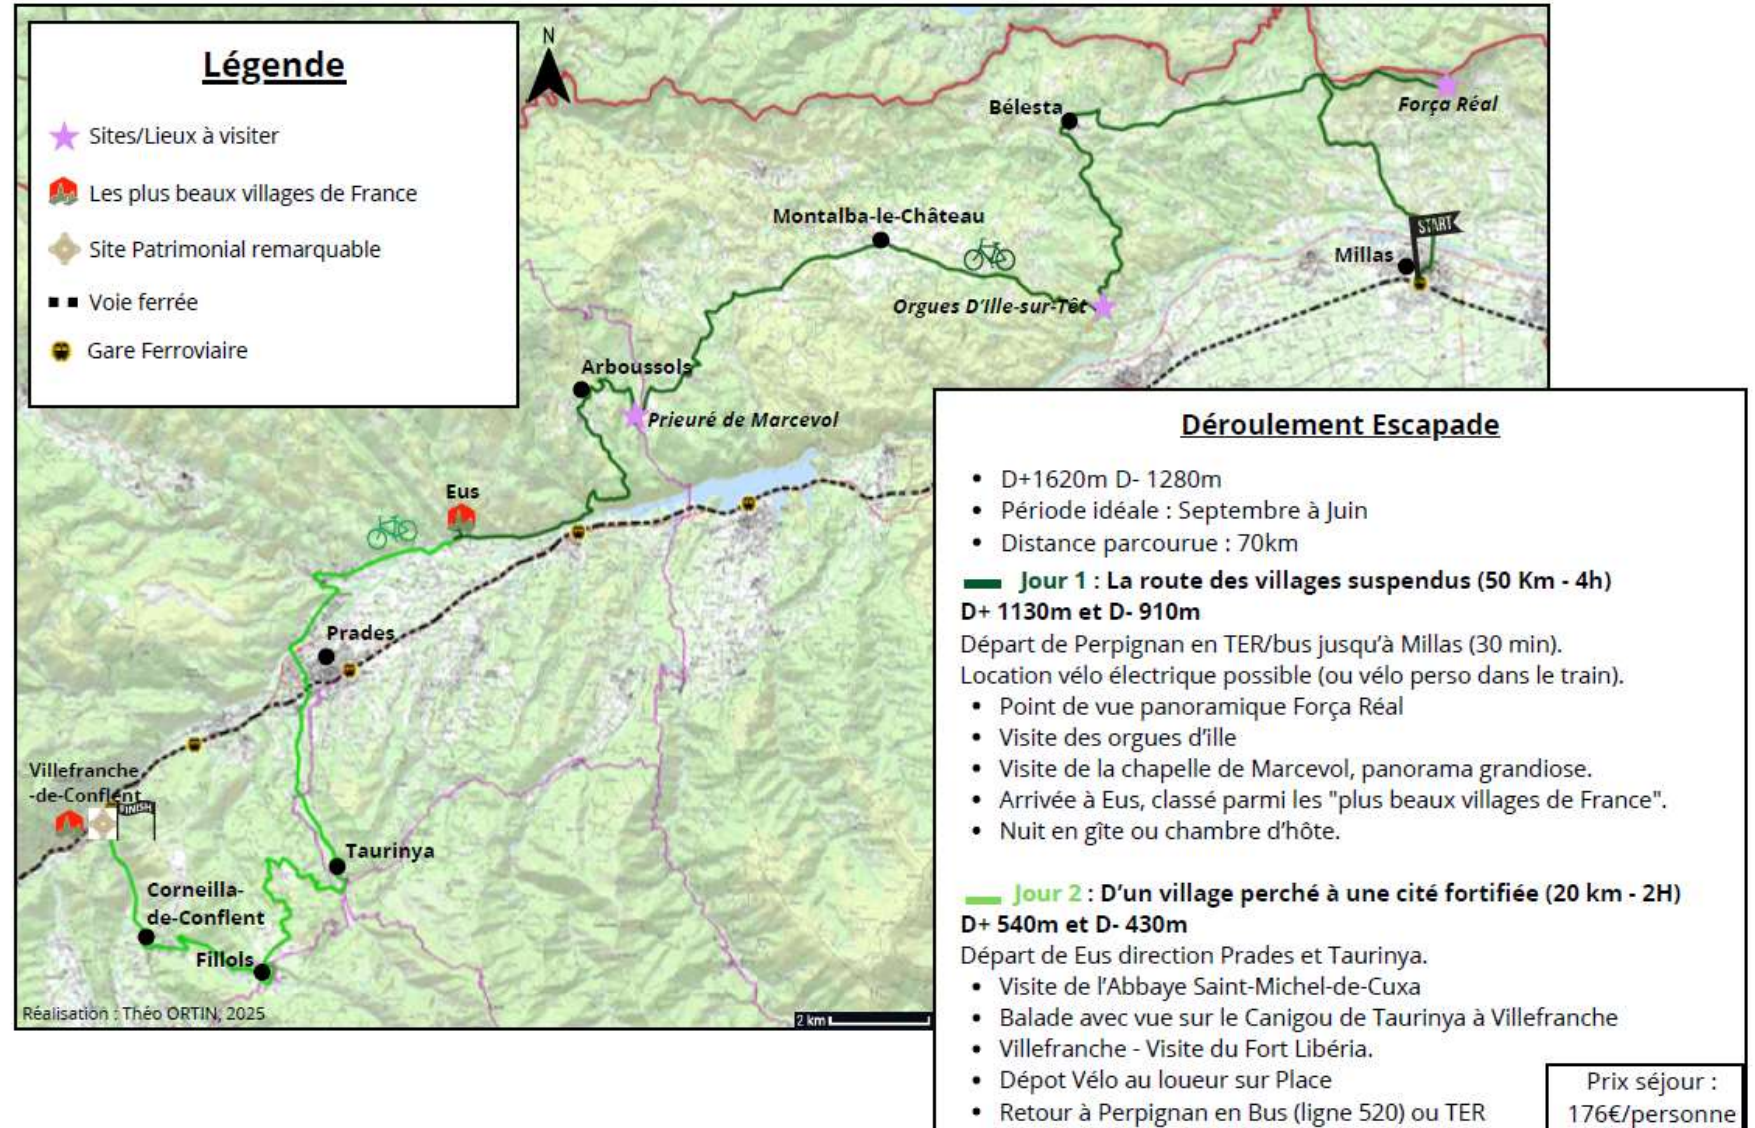 Légende
Sites/Lieux à visiter
Les plus beaux villages de France
Site Patrimonial remarquable
Voie ferrée
Gare Ferroviaire
N
Bélesta
Força Réal
Montalba-le-Château
START
Millas
Orgues D'Ille-sur-Têt
Arboussols
Prieuré de Marcevol
Eus
Prades
Villefranche
-de-Conflent
FINISH
Taurinya
Corneilla-
de-Conflent
Fillols
Réalisation : Théo ORTIN, 2025
2 km
Déroulement Escapade
• D+1620m D- 1280m
• Période idéale : Septembre à Juin
• Distance parcourue : 70km
Jour 1 : La route des villages suspendus (50 Km - 4h)
D+ 1130m et D- 910m
Départ de Perpignan en TER/bus jusqu'à Millas (30 min).
Location vélo électrique possible (ou vélo perso dans le train).
• Point de vue panoramique Força Réal
• Visite des orgues d'ille
• Visite de la chapelle de Marcevol, panorama grandiose.
• Arrivée à Eus, classé parmi les "plus beaux villages de France".
• Nuit en gîte ou chambre d'hôte.
Jour 2 : D'un village perché à une cité fortifiée (20 km - 2H)
D+ 540m et D- 430m
Départ de Eus direction Prades et Taurinya.
• Visite de l'Abbaye Saint-Michel-de-Cuxa
• Balade avec vue sur le Canigou de Taurinya à Villefranche
• Villefranche - Visite du Fort Libéria.
• Dépot Vélo au loueur sur Place
• Retour à Perpignan en Bus (ligne 520) ou TER
Prix séjour :
176€/personne